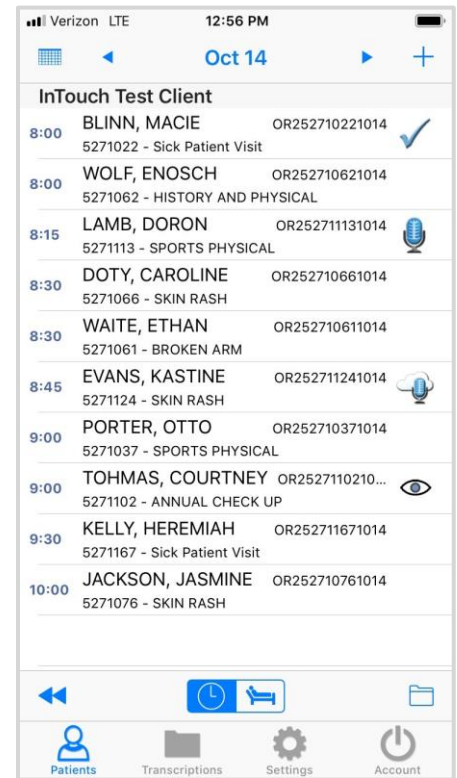 Verizon LTE 12:56 PM
Oct 14
InTouch Test Client
8:00 BLINN, MACIE OR252710221014
5271022 - Sick Patient Visit
8:00 WOLF, ENOSCH OR252710621014
5271062 - HISTORY AND PHYSICAL
8:15 LAMB, DORON OR252711131014
5271113 - SPORTS PHYSICAL
8:30 DOTY, CAROLINE OR252710661014
5271066 - SKIN RASH
8:30 WAITE, ETHAN OR252710611014
5271061 - BROKEN ARM
8:45 EVANS, KASTINE OR252711241014
5271124 - SKIN RASH
9:00 PORTER, OTTO OR252710371014
5271037 - SPORTS PHYSICAL
9:00 TOHMAS, COURTNEY OR2527110210...
5271102 - ANNUAL CHECK UP
9:30 KELLY, HEREMIAH OR252711671014
5271167 - Sick Patient Visit
10:00 JACKSON, JASMINE OR252710761014
5271076 - SKIN RASH
Patients Transcriptions Settings Account